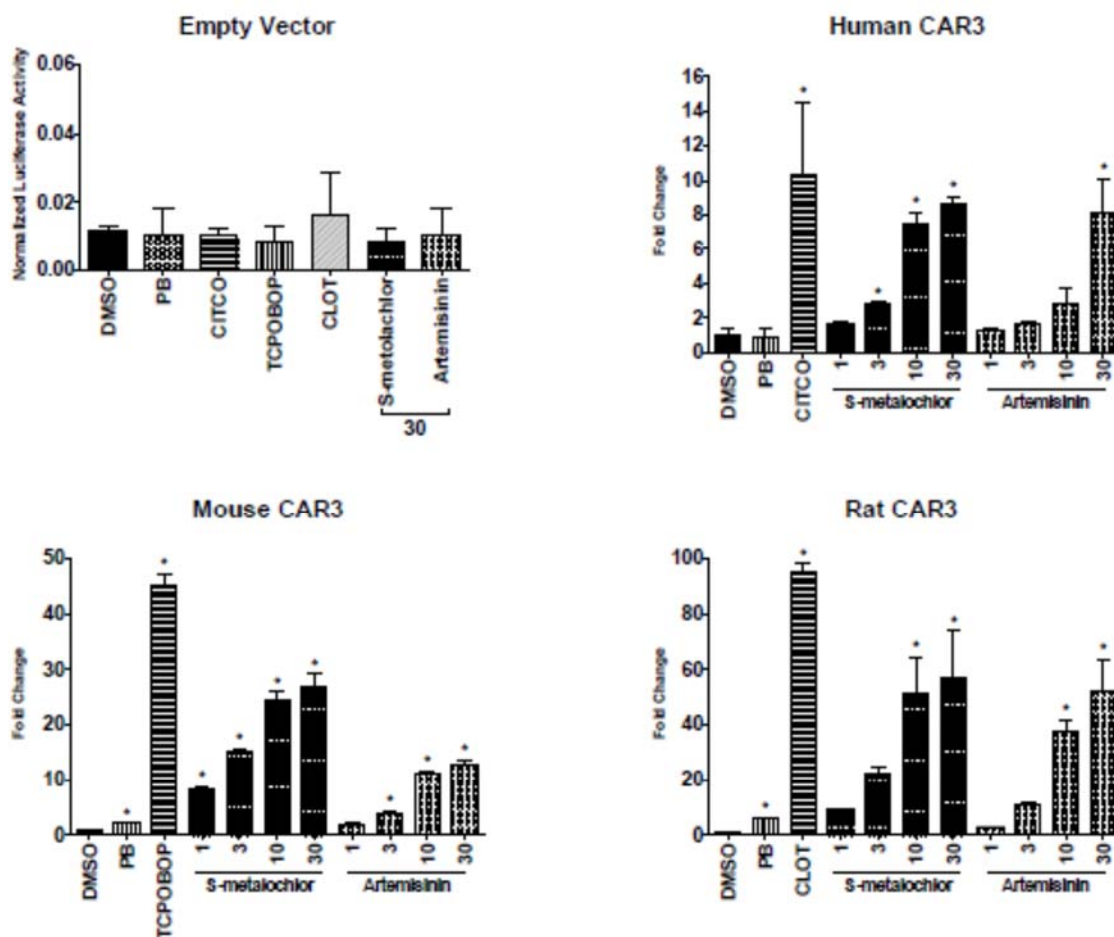 Empty Vector
Normalized Luciferase Activity
0.06
0.04
0.02
0.00
DMSO
PB
CITCO
TCPOBOP
CLOT
S-metolachlor
Artemisinin
30
Human CAR3
Fold Change
16
14
12
10
8
6
4
2
0
*
*
*
*
*
DMSO
PB
CITCO
1
3
10
30
1
3
10
30
S-metalochlor
Artemisinin
Mouse CAR3
Fold Change
50
40
30
20
10
0
*
*
*
*
*
*
*
*
*
DMSO
PB
TCPOBOP
1
3
10
30
1
3
10
30
S-metalochlor
Artemisinin
Rat CAR3
Fold Change
100
80
60
40
20
0
*
*
*
*
*
*
DMSO
PB
CLOT
1
3
10
30
1
3
10
30
S-metalochlor
Artemisinin